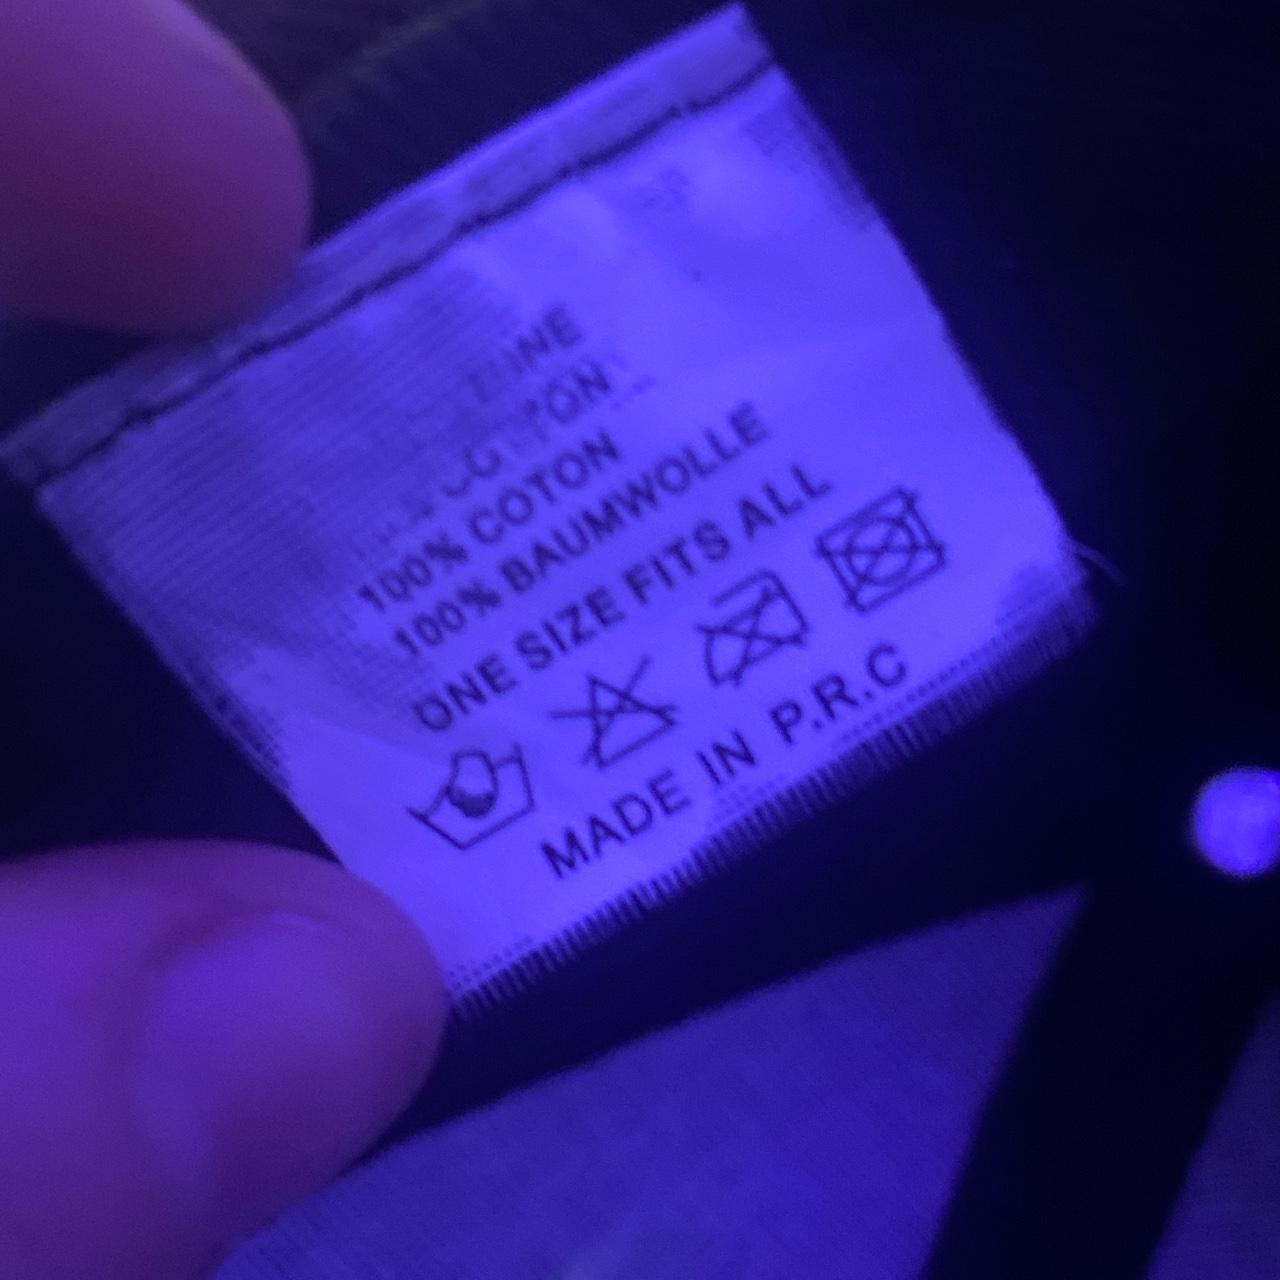 100% COTON
100% BAUMWOLLE
ONE SIZE FITS ALL
MADE IN P.R.C